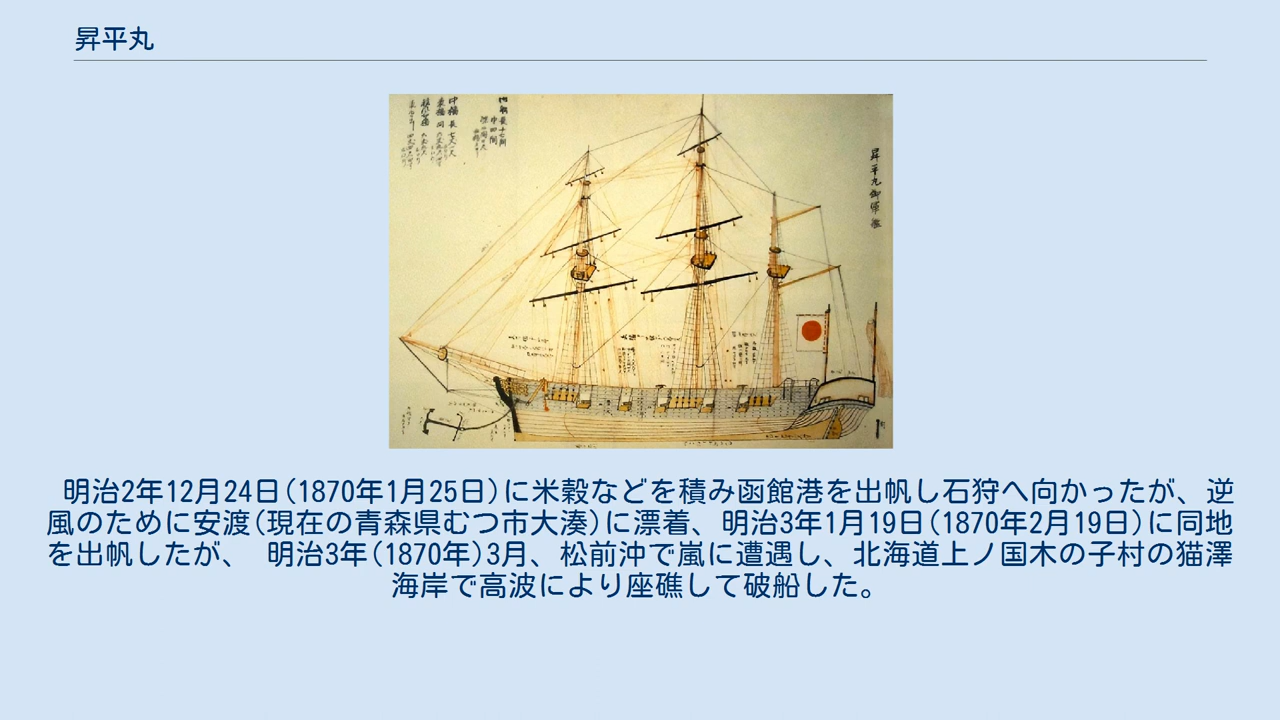 昇平丸
昇平丸御軍艦
明治2年12月24日(1870年1月25日)に米穀などを積み函館港を出帆し石狩へ向かったが、逆
風のために安渡(現在の青森県むつ市大湊)に漂着、明治3年1月19日(1870年2月19日)に同地
を出帆したが、 明治3年(1870年)3月、松前沖で嵐に遭遇し、北海道上ノ国木の子村の猫澤
海岸で高波により座礁して破船した。